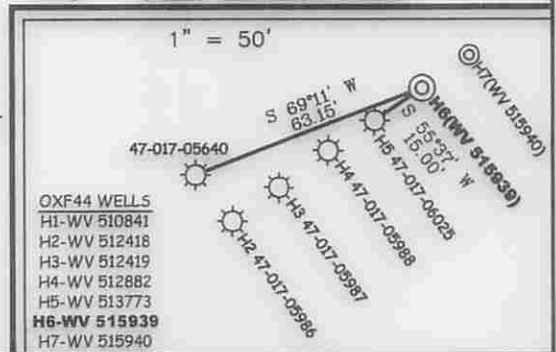 1" = 50'
S 69°11' W
63.15'
S 55°37' W
15.00'
H7(WV 515940)
H6(WV 515939)
47-017-05640
H5 47-017-06025
H4 47-017-05988
H3 47-017-05987
H2 47-017-05986
OXF44 WELLS
H1-WV 510841
H2-WV 512418
H3-WV 512419
H4-WV 512882
H5-WV 513773
H6-WV 515939
H7-WV 515940